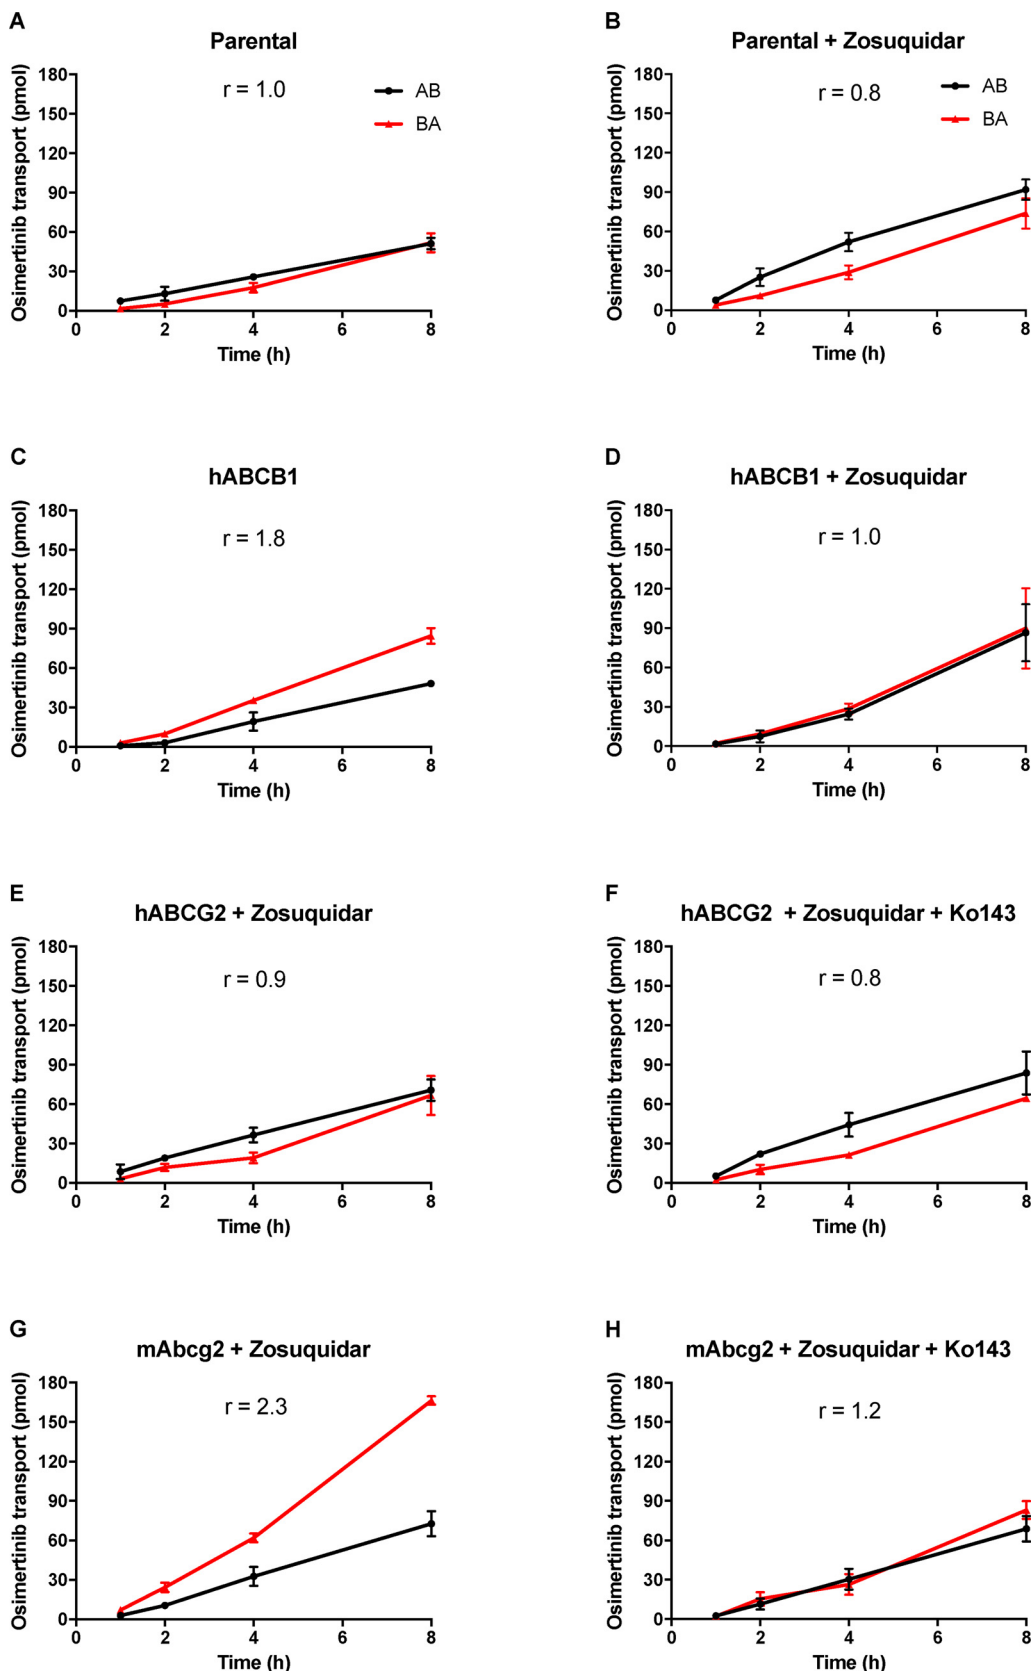 A
Parental
Osimertinib transport (pmol)
180
150
120
90
60
30
0
r = 1.0
AB
BA
0 2 4 6 8
Time (h)
B
Parental + Zosuquidar
Osimertinib transport (pmol)
180
150
120
90
60
30
0
r = 0.8
AB
BA
0 2 4 6 8
Time (h)
C
hABCB1
Osimertinib transport (pmol)
180
150
120
90
60
30
0
r = 1.8
0 2 4 6 8
Time (h)
D
hABCB1 + Zosuquidar
Osimertinib transport (pmol)
180
150
120
90
60
30
0
r = 1.0
0 2 4 6 8
Time (h)
E
hABCG2 + Zosuquidar
Osimertinib transport (pmol)
180
150
120
90
60
30
0
r = 0.9
0 2 4 6 8
Time (h)
F
hABCG2 + Zosuquidar + Ko143
Osimertinib transport (pmol)
180
150
120
90
60
30
0
r = 0.8
0 2 4 6 8
Time (h)
G
mAbcg2 + Zosuquidar
Osimertinib transport (pmol)
180
150
120
90
60
30
0
r = 2.3
0 2 4 6 8
Time (h)
H
mAbcg2 + Zosuquidar + Ko143
Osimertinib transport (pmol)
180
150
120
90
60
30
0
r = 1.2
0 2 4 6 8
Time (h)